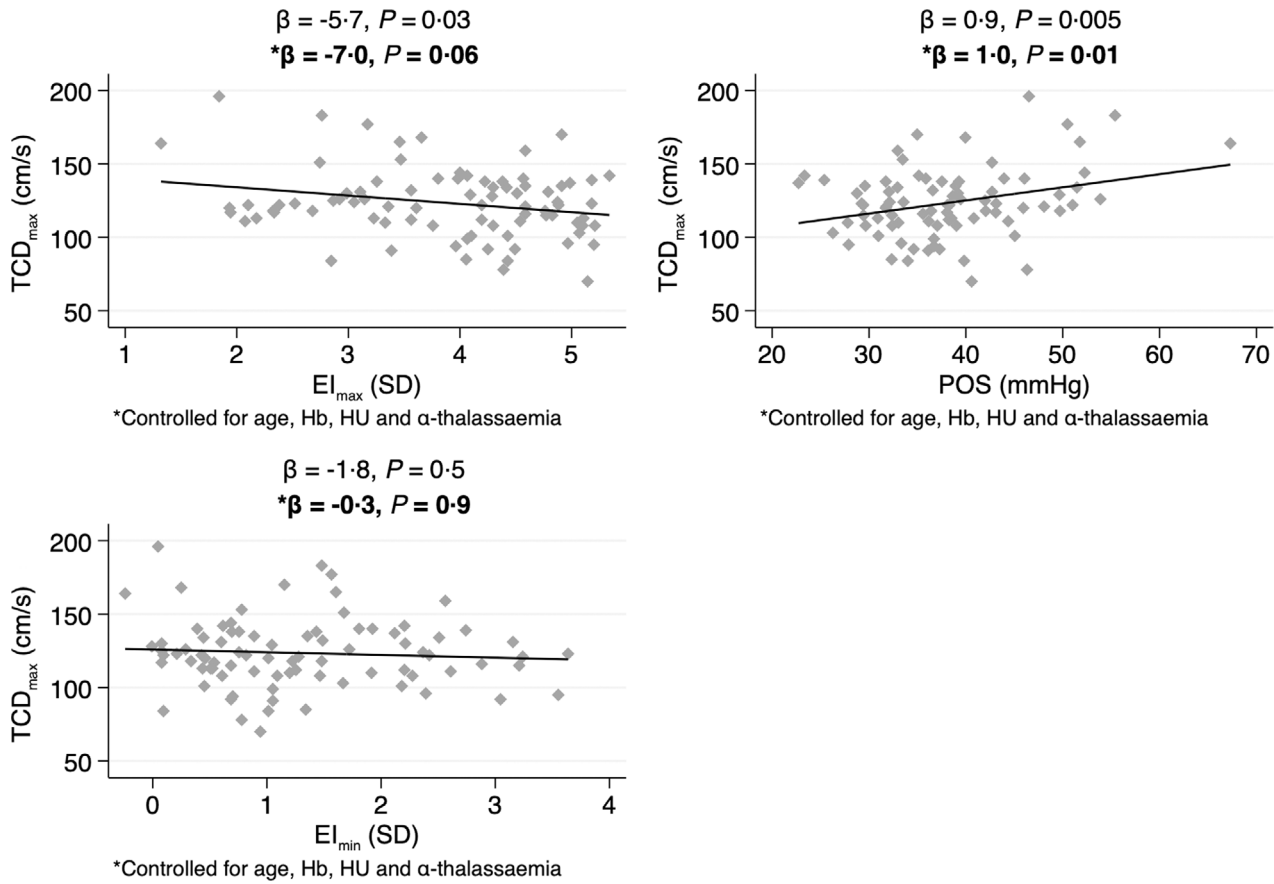 β = -5·7, P = 0·03
*β = -7·0, P = 0·06
200
150
100
50
TCDmax (cm/s)
1 2 3 4 5
EImax (SD)
*Controlled for age, Hb, HU and α-thalassaemia
β = 0·9, P = 0·005
*β = 1·0, P = 0·01
200
150
100
50
TCDmax (cm/s)
20 30 40 50 60 70
POS (mmHg)
*Controlled for age, Hb, HU and α-thalassaemia
β = -1·8, P = 0·5
*β = -0·3, P = 0·9
200
150
100
50
TCDmax (cm/s)
0 1 2 3 4
EImin (SD)
*Controlled for age, Hb, HU and α-thalassaemia